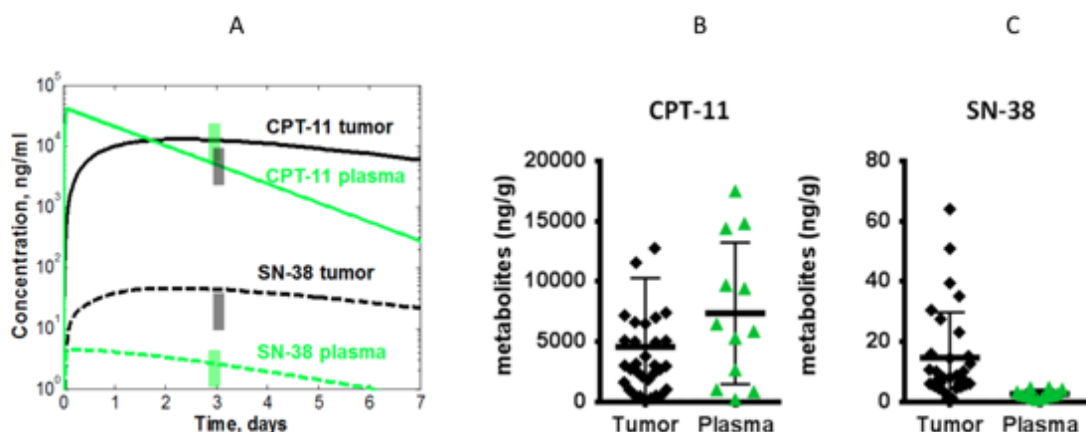 A
B
C
Concentration, ng/ml
10^5
10^4
10^3
10^2
10^1
10^0
CPT-11 tumor
CPT-11 plasma
SN-38 tumor
SN-38 plasma
0 1 2 3 4 5 6 7
Time, days
CPT-11
metabolites (ng/g)
20000
15000
10000
5000
0
Tumor Plasma
SN-38
metabolites (ng/g)
80
60
40
20
0
Tumor Plasma